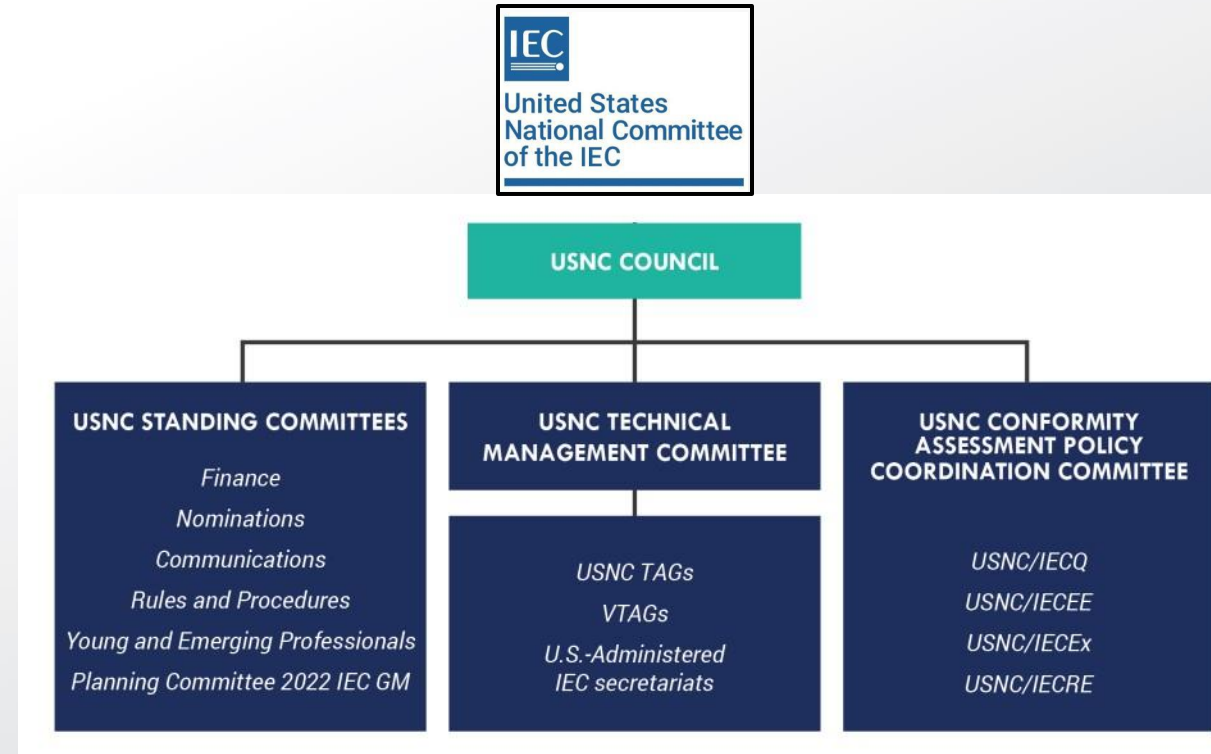 IEC
United States
National Committee
of the IEC
USNC COUNCIL
USNC STANDING COMMITTEES
Finance
Nominations
Communications
Rules and Procedures
Young and Emerging Professionals
Planning Committee 2022 IEC GM
USNC TECHNICAL
MANAGEMENT COMMITTEE
USNC TAGs
VTAGs
U.S.-Administered
IEC secretariats
USNC CONFORMITY
ASSESSMENT POLICY
COORDINATION COMMITTEE
USNC/IECQ
USNC/IECEE
USNC/IECEx
USNC/IECRE